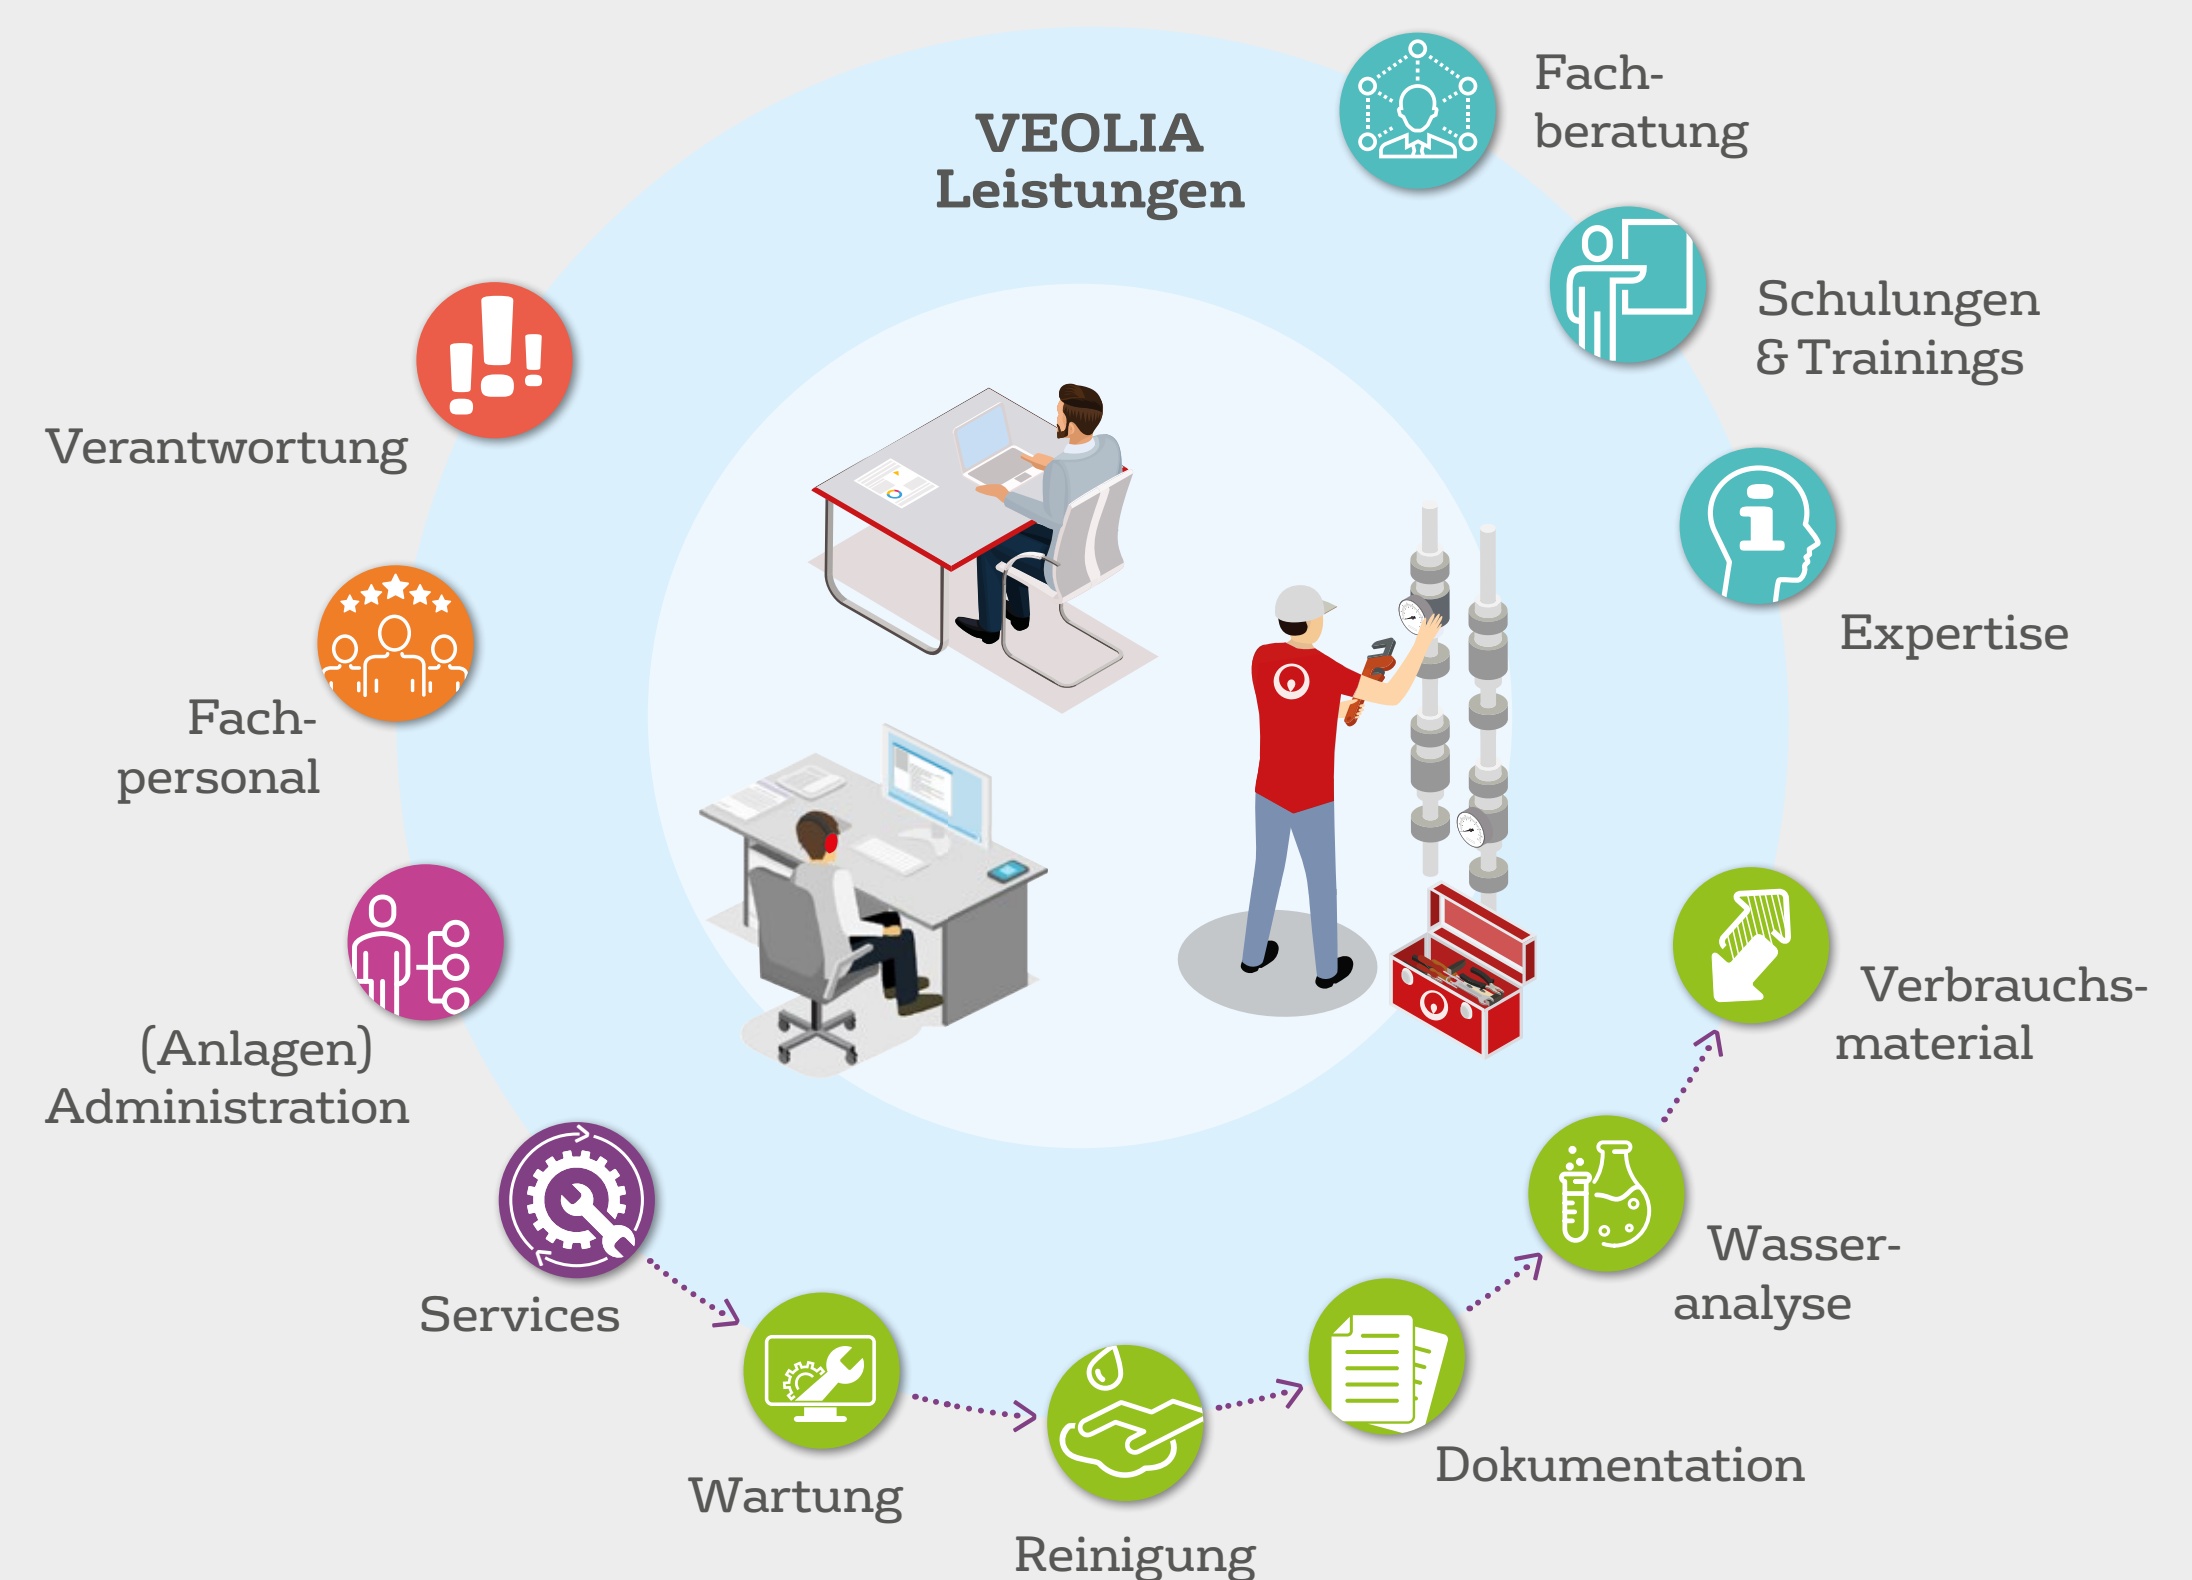 VEOLIA
Leistungen
Fach-
beratung
Schulungen
& Trainings
Expertise
Verbrauchs-
material
Wasser-
analyse
Dokumentation
Reinigung
Wartung
Services
(Anlagen)
Administration
Fach-
personal
Verantwortung